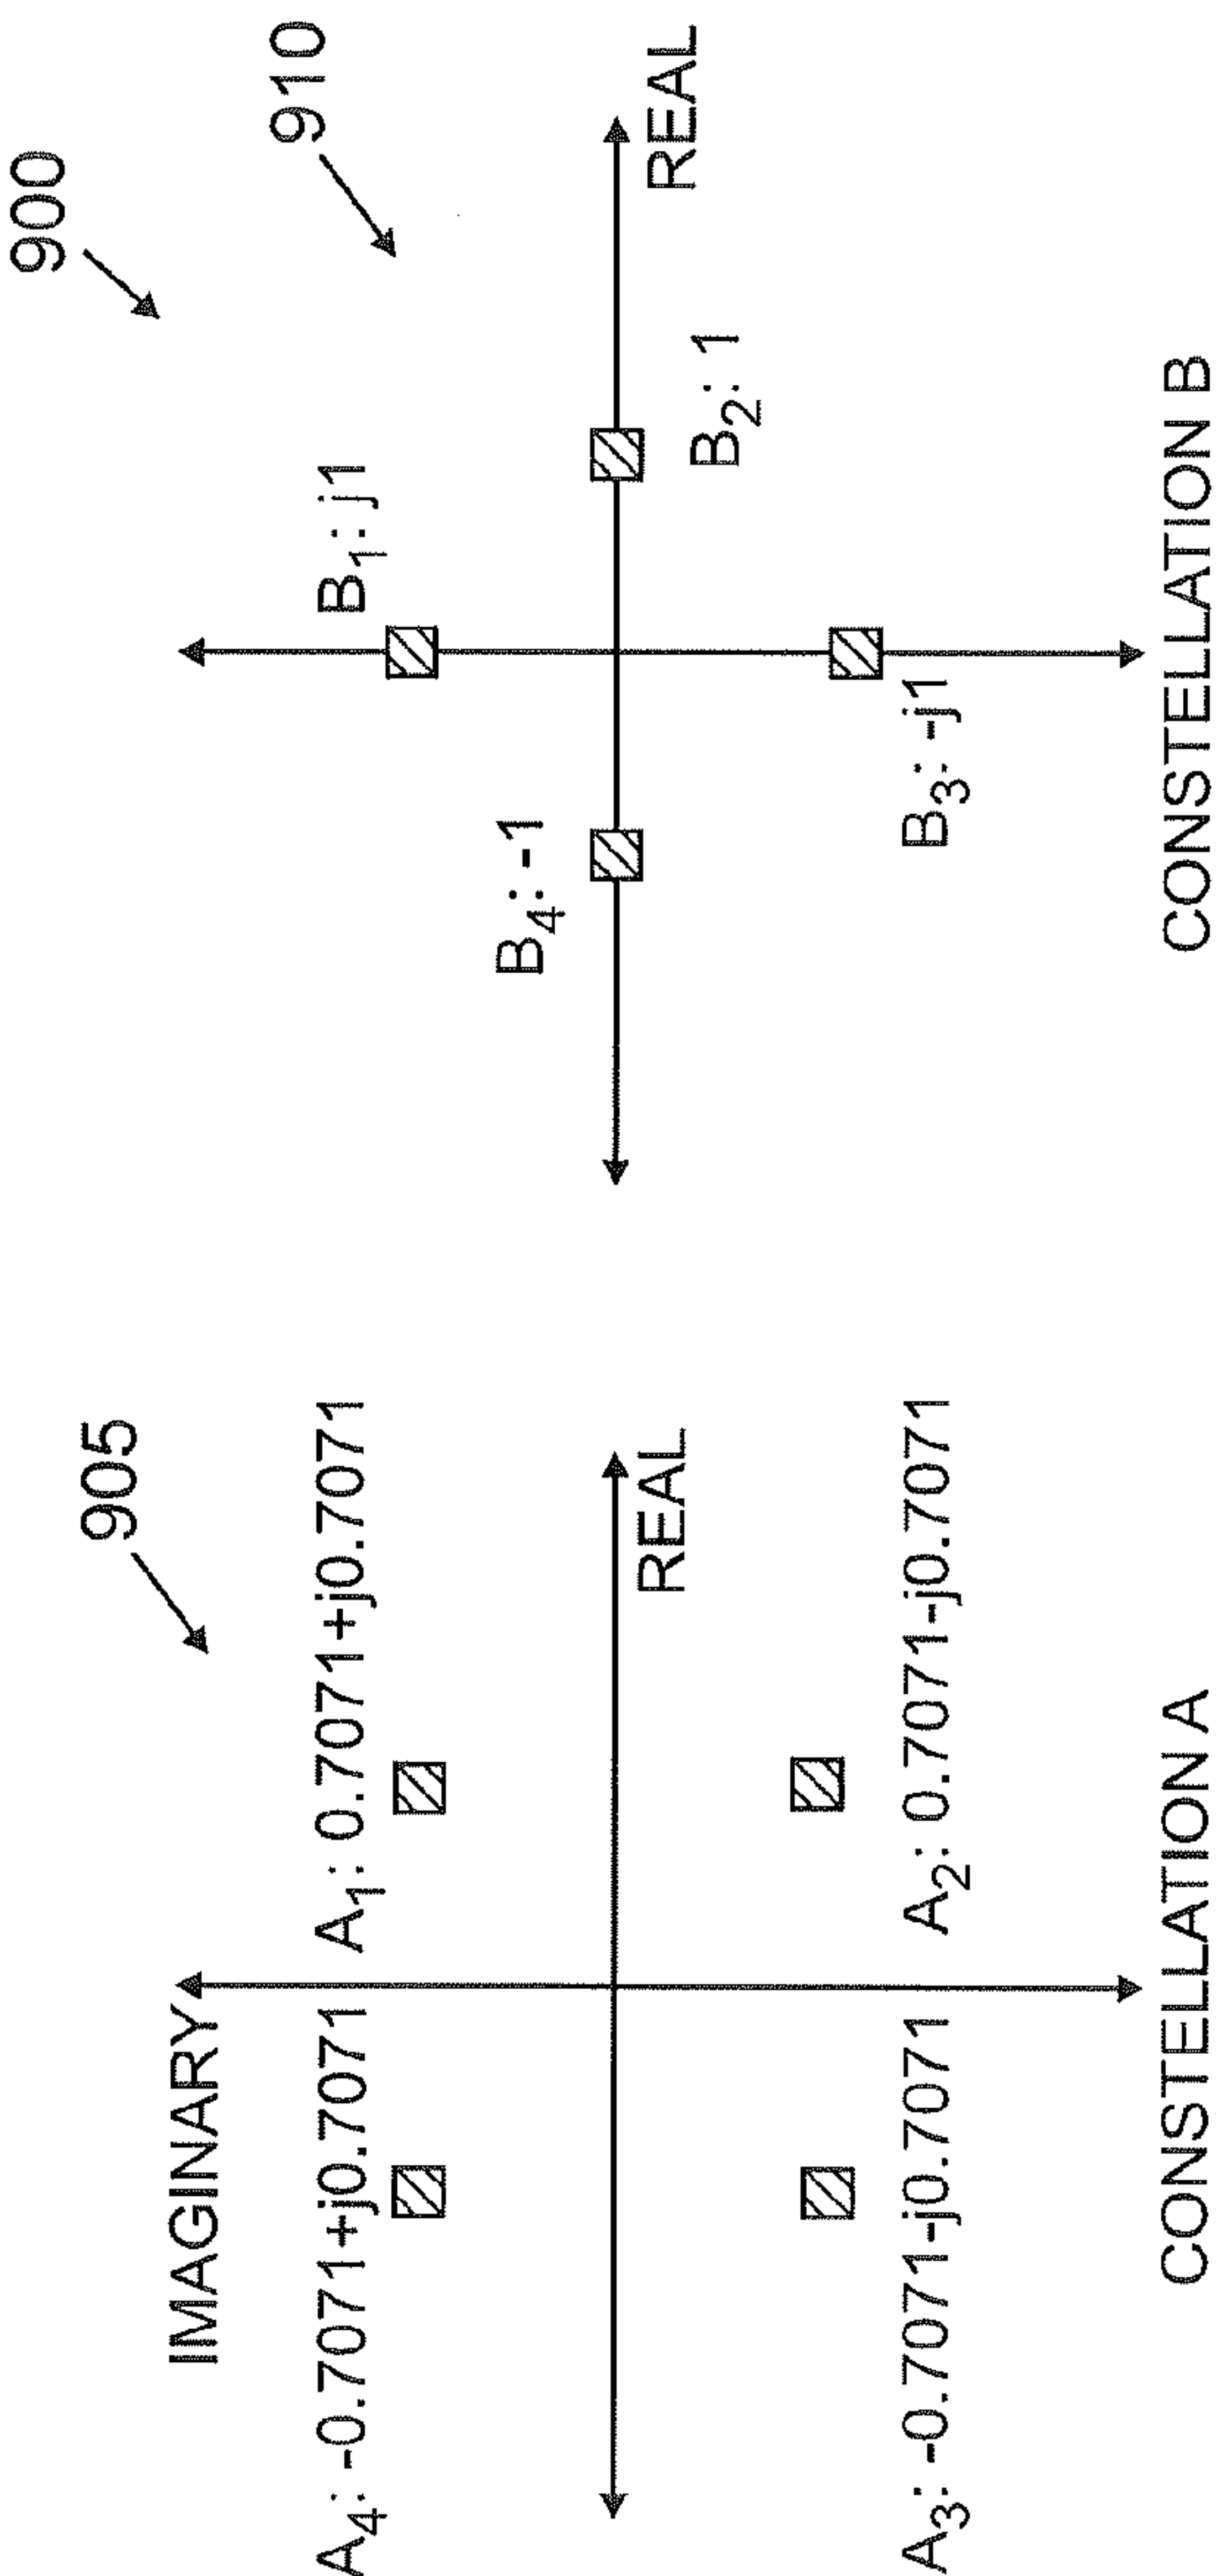 900
905
910
IMAGINARY
A4: -0.7071+j0.7071
A1: 0.7071+j0.7071
REAL
A3: -0.7071-j0.7071
A2: 0.7071-j0.7071
CONSTELLATION A
B1: j1
B4: -1
B2: 1
REAL
B3: -j1
CONSTELLATION B